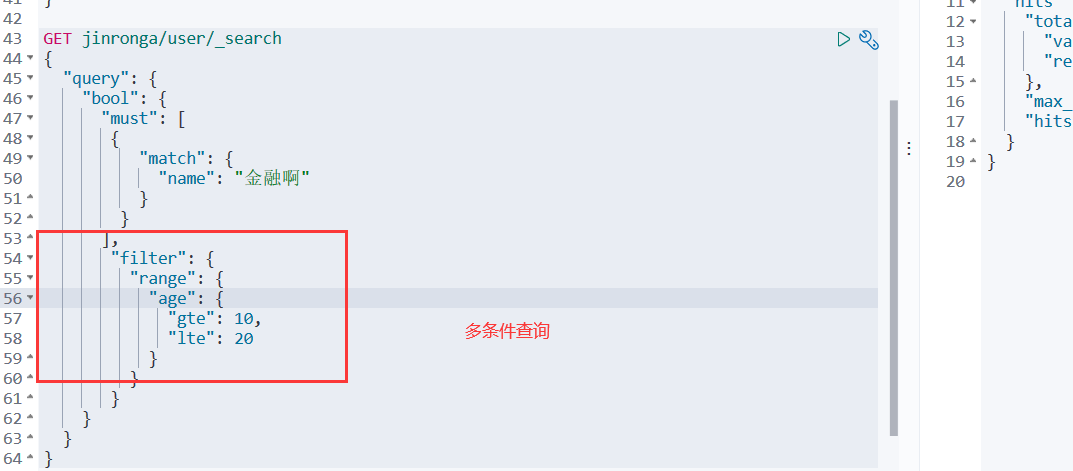 41 }
42
43 GET jinronga/user/_search
44 {
45 "query": {
46 "bool": {
47 "must": [
48 {
49 "match": {
50 "name": "金融啊"
51 }
52 }
53 ],
54 "filter": {
55 "range": {
56 "age": {
57 "gte": 10,
58 "lte": 20
59 }
60 }
61 }
62 }
63 }
64 }
多条件查询
11 "hits
12 "tota
13 "va
14 "re
15 },
16 "max_
17 "hits
18 }
19 }
20